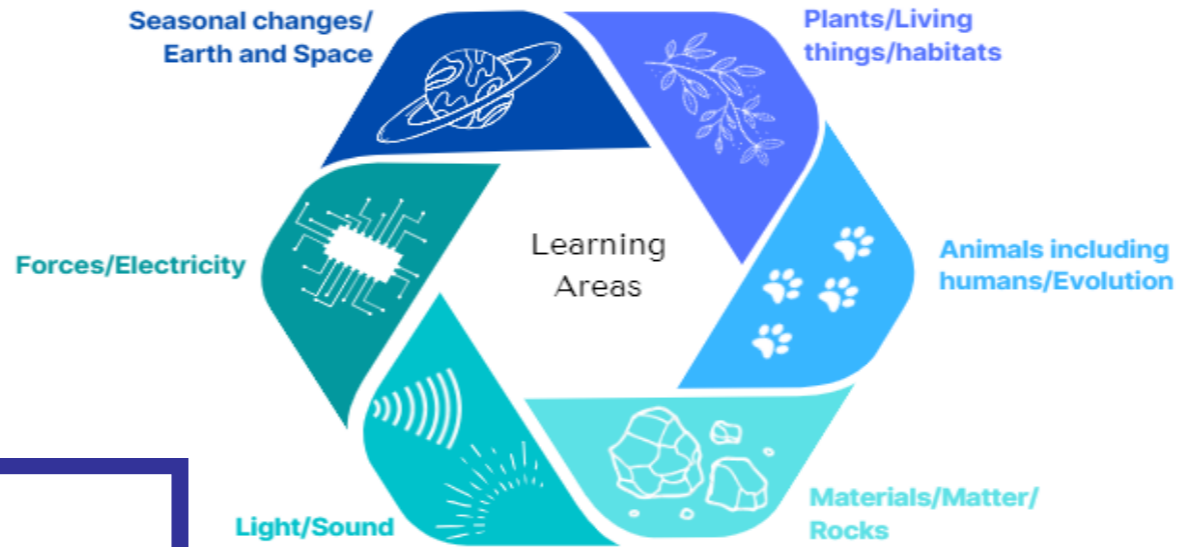 Seasonal changes/
Earth and Space
Plants/Living
things/habitats
Forces/Electricity
Learning
Areas
Animals including
humans/Evolution
Light/Sound
Materials/Matter/
Rocks